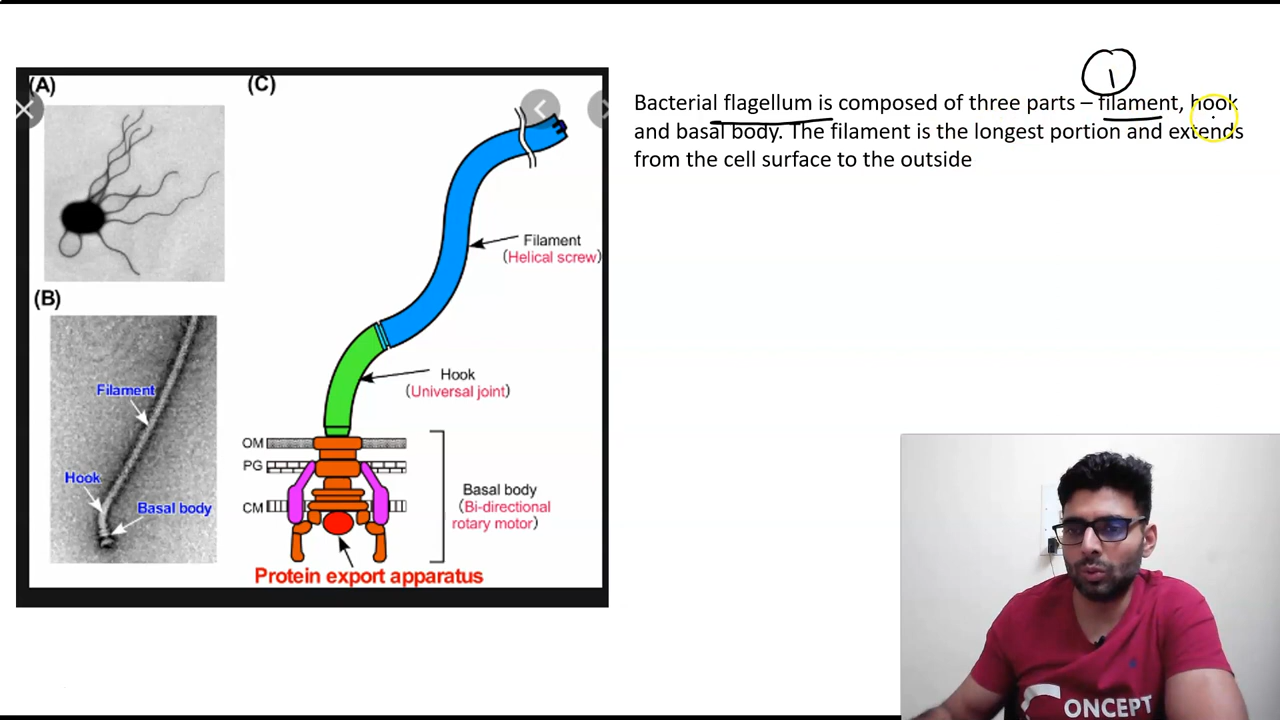 (A)
(C)
1
Bacterial flagellum is composed of three parts – filament, hook
and basal body. The filament is the longest portion and extends
from the cell surface to the outside
Filament
(Helical screw)
(B)
Filament
Hook
Basal body
Hook
(Universal joint)
OM
PG
CM
Basal body
(Bi-directional
rotary motor)
Protein export apparatus
ONCEPT